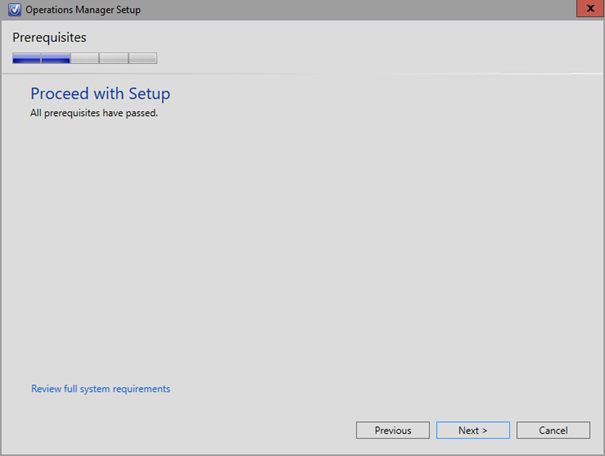 Operations Manager Setup
Prerequisites
Proceed with Setup
All prerequisites have passed.
Review full system requirements
Previous
Next >
Cancel